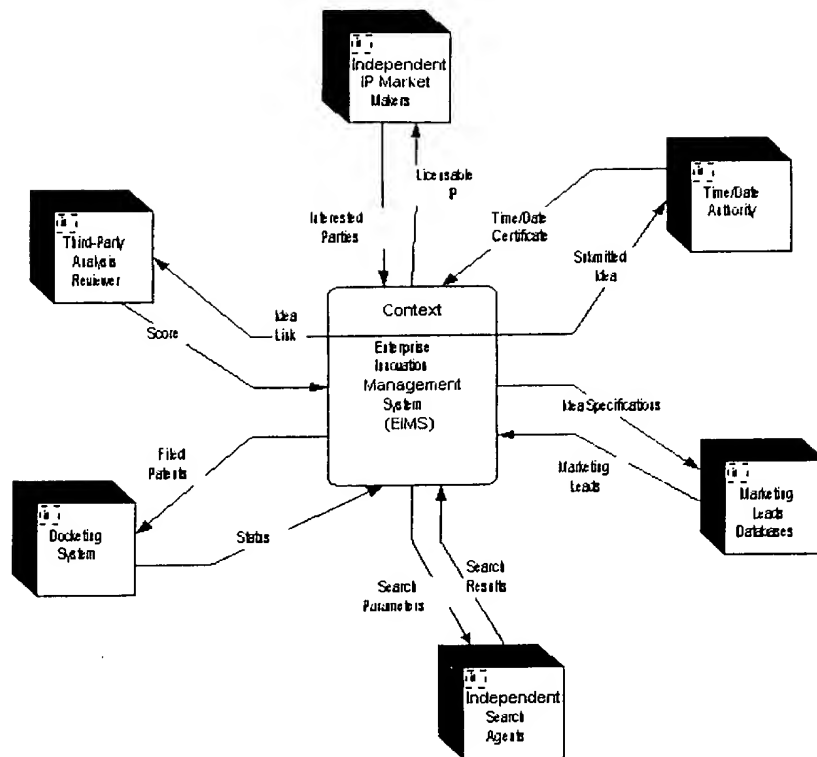 Independent
IP Market
Makers
Licensable
IP
Interested
Parties
Time/Date
Certificate
Time/Date
Authority
Submitted
Idea
Third-Party
Analysis
Reviewer
Idea
Link
Score
Context
Enterprise
Innovation
Management
System
(EIMS)
Idea Specifications
Marketing
Leads
Marketing
Leads
Databases
Filed
Patents
Docketing
System
Status
Search
Parameters
Search
Results
Independent
Search
Agents